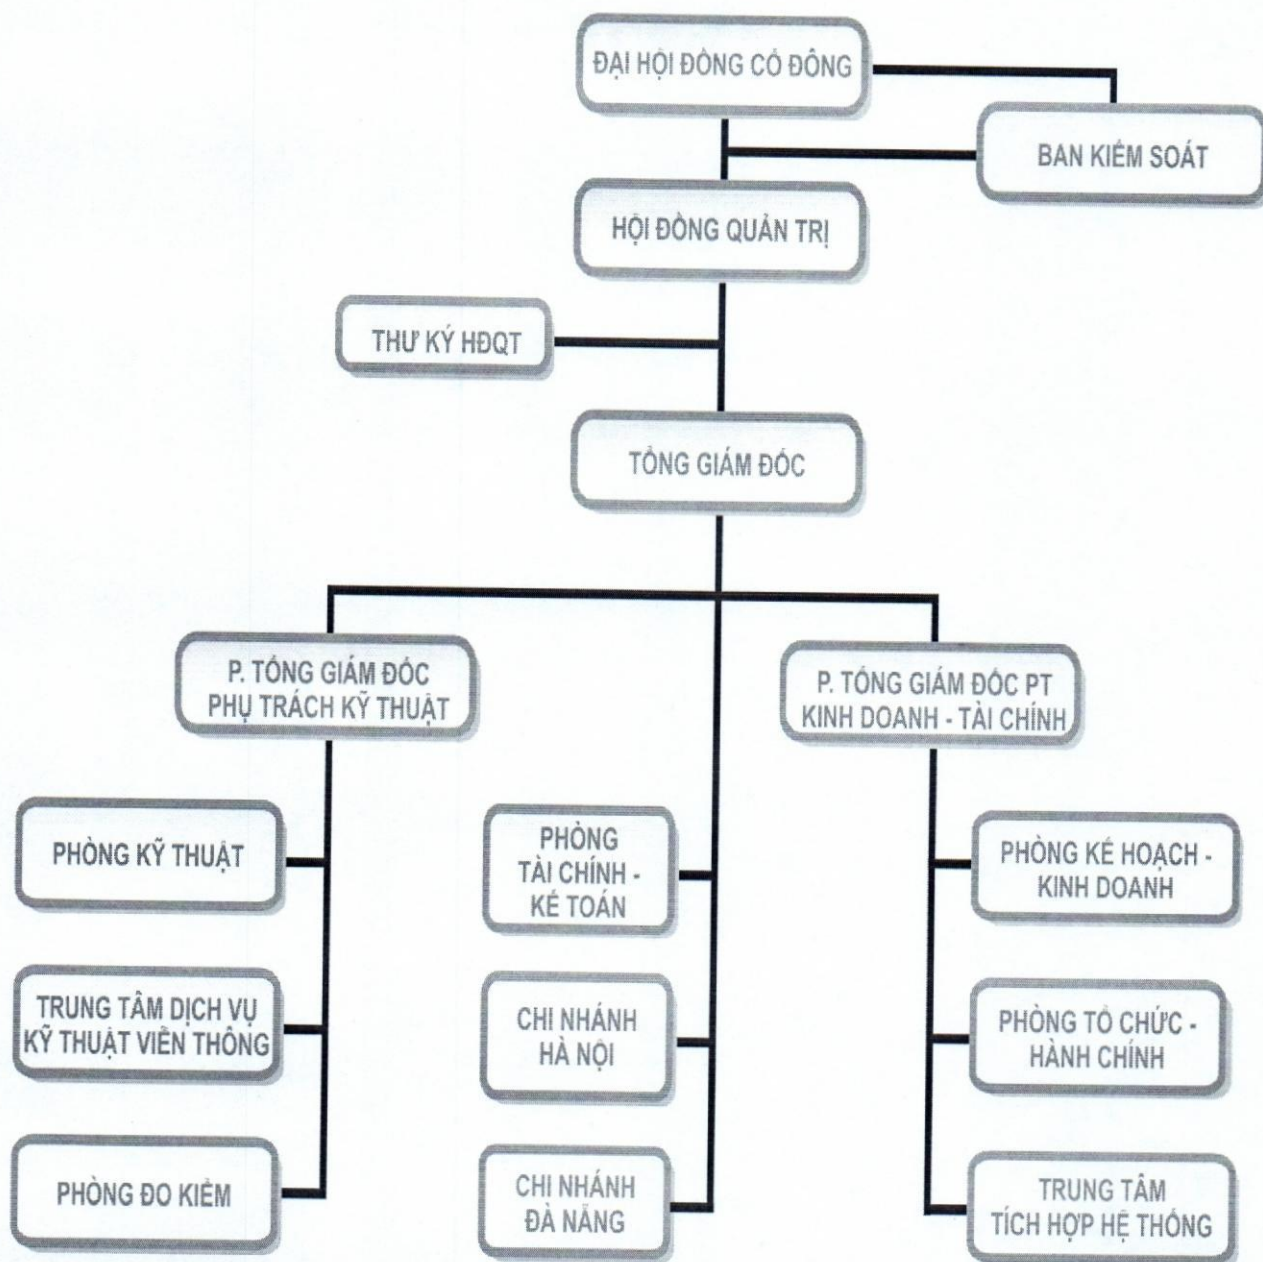 ĐẠI HỘI ĐỒNG CỔ ĐÔNG
BAN KIỂM SOÁT
HỘI ĐỒNG QUẢN TRỊ
THƯ KÝ HĐQT
TỔNG GIÁM ĐỐC
P. TỔNG GIÁM ĐỐC
PHỤ TRÁCH KỸ THUẬT
P. TỔNG GIÁM ĐỐC PT
KINH DOANH - TÀI CHÍNH
PHÒNG KỸ THUẬT
PHÒNG
TÀI CHÍNH -
KẾ TOÁN
PHÒNG KẾ HOẠCH -
KINH DOANH
TRUNG TÂM DỊCH VỤ
KỸ THUẬT VIỄN THÔNG
CHI NHÁNH
HÀ NỘI
PHÒNG TỔ CHỨC -
HÀNH CHÍNH
PHÒNG ĐO KIỂM
CHI NHÁNH
ĐÀ NẴNG
TRUNG TÂM
TÍCH HỢP HỆ THỐNG